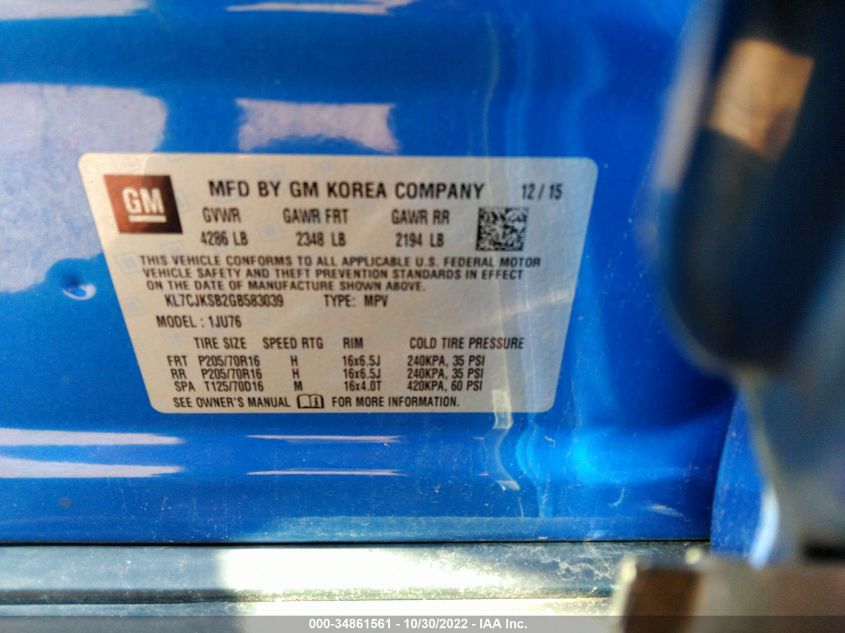 GM
MFD BY GM KOREA COMPANY 12 / 15
GVWR GAWR FRT GAWR RR
4286 LB 2348 LB 2194 LB
THIS VEHICLE CONFORMS TO ALL APPLICABLE U.S. FEDERAL MOTOR
VEHICLE SAFETY AND THEFT PREVENTION STANDARDS IN EFFECT
ON THE DATE OF MANUFACTURE SHOWN ABOVE.
KL7CJKSB2GB583039 TYPE: MPV
MODEL : 1JU76
TIRE SIZE SPEED RTG RIM COLD TIRE PRESSURE
FRT P205/70R16 H 16x6.5J 240KPA, 35 PSI
RR P205/70R16 H 16x6.5J 240KPA, 35 PSI
SPA T125/70D16 M 16x4.0T 420KPA, 60 PSI
SEE OWNER'S MANUAL FOR MORE INFORMATION.
000-34861561 - 10/30/2022 - IAA Inc.